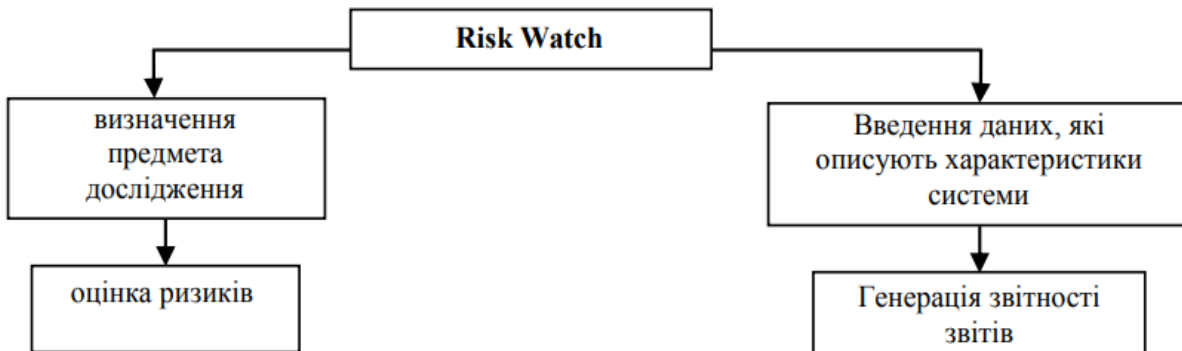 Risk Watch
визначення
предмета
дослідження
Введення даних, які
описують характеристики
системи
оцінка ризиків
Генерація звітності
звітів